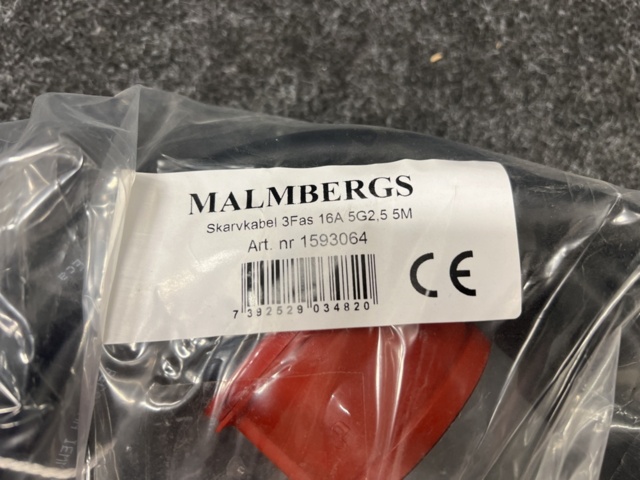 MALMBERGS
Skarvkabel 3Fas 16A 5G2,5 5M
Art. nr 1593064
CE
7 392529 034820